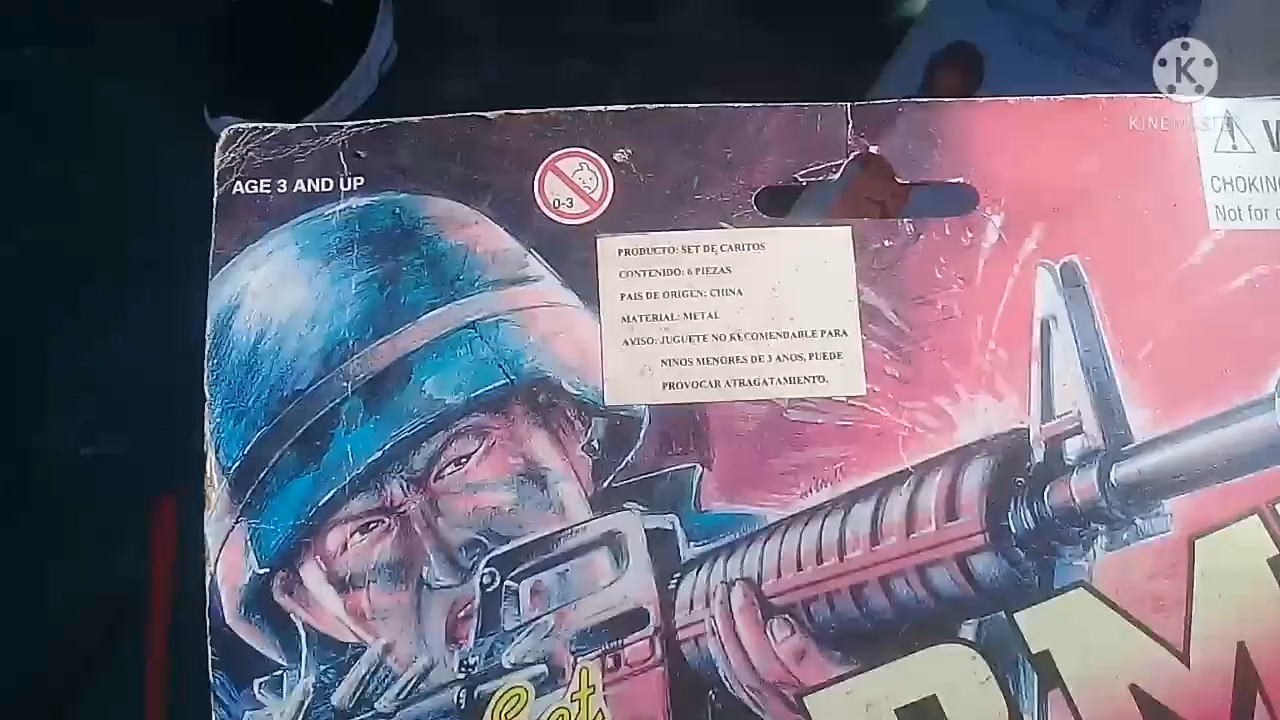 KINEMASTER
AGE 3 AND UP
0-3
CHOKING
Not for
PRODUCTO: SET DE CARITOS
CONTENIDO: 6 PIEZAS
PAIS DE ORIGEN: CHINA
MATERIAL: METAL
AVISO: JUGUETE NO RECOMENDABLE PARA
NINOS MENORES DE 3 ANOS, PUEDE
PROVOCAR ATRAGATAMIENTO.
Set